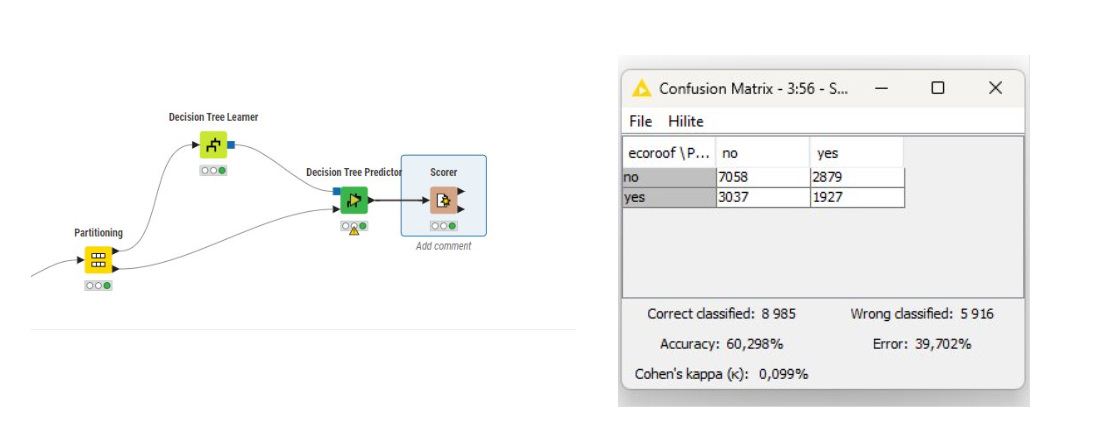 Decision Tree Learner
Decision Tree Predictor
Scorer
Add comment
Partitioning
Confusion Matrix - 3:56 - S...
File Hilite
ecoroof \P... no yes
no 7058 2879
yes 3037 1927
Correct classified: 8 985 Wrong classified: 5 916
Accuracy: 60,298% Error: 39,702%
Cohen's kappa (κ): 0,099%